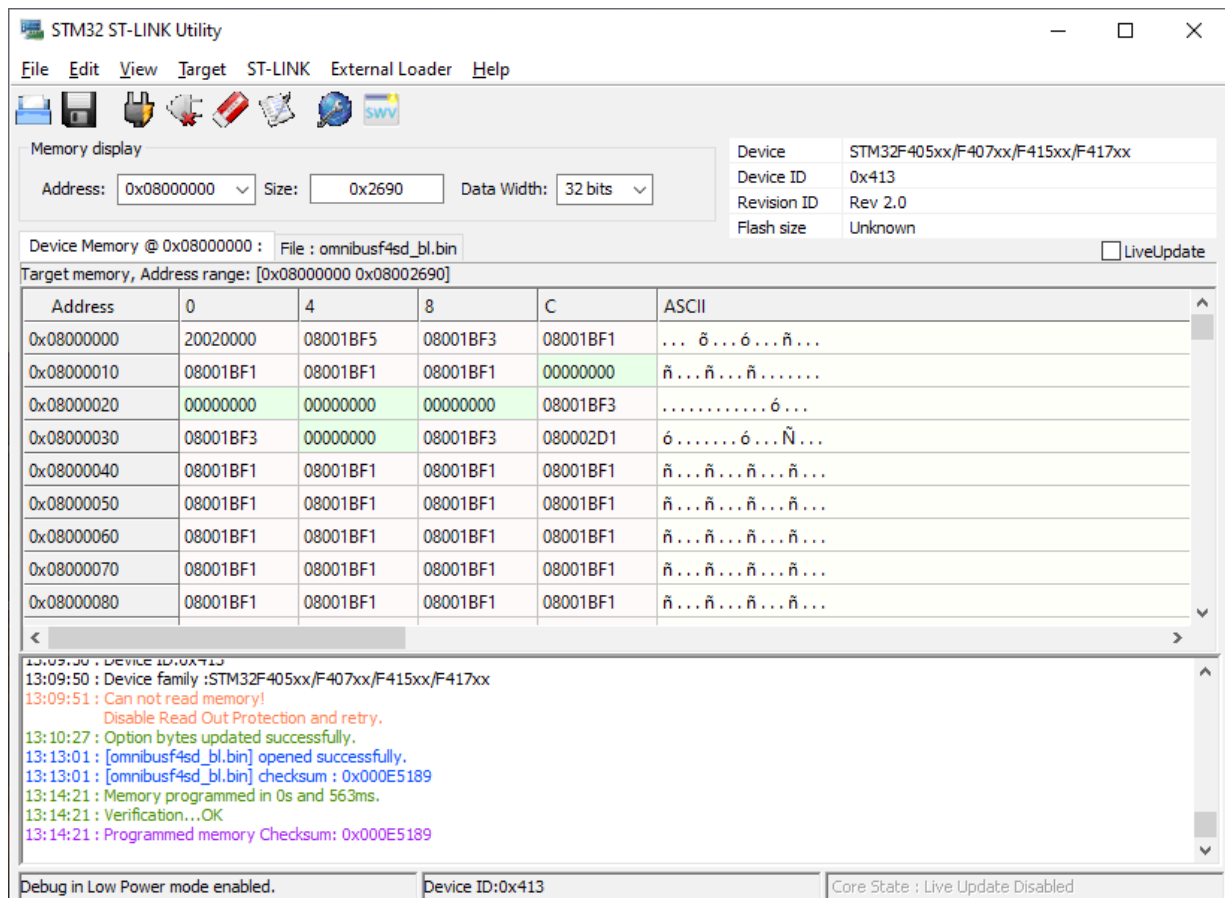 STM32 ST-LINK Utility
File Edit View Target ST-LINK External Loader Help
SWV
Memory display
Address: 0x08000000 Size: 0x2690 Data Width: 32 bits
Device STM32F405xx/F407xx/F415xx/F417xx
Device ID 0x413
Revision ID Rev 2.0
Flash size Unknown
Device Memory @ 0x08000000 : File : omnibusf4sd_bl.bin LiveUpdate
Target memory, Address range: [0x08000000 0x08002690]
Address 0 4 8 C ASCII
0x08000000 20020000 08001BF5 08001BF3 08001BF1 ... õ...ó...ñ...
0x08000010 08001BF1 08001BF1 08001BF1 00000000 ñ...ñ...ñ.......
0x08000020 00000000 00000000 00000000 08001BF3 ............ó...
0x08000030 08001BF3 00000000 08001BF3 080002D1 ó.......ó...Ñ...
0x08000040 08001BF1 08001BF1 08001BF1 08001BF1 ñ...ñ...ñ...ñ...
0x08000050 08001BF1 08001BF1 08001BF1 08001BF1 ñ...ñ...ñ...ñ...
0x08000060 08001BF1 08001BF1 08001BF1 08001BF1 ñ...ñ...ñ...ñ...
0x08000070 08001BF1 08001BF1 08001BF1 08001BF1 ñ...ñ...ñ...ñ...
0x08000080 08001BF1 08001BF1 08001BF1 08001BF1 ñ...ñ...ñ...ñ...
13:09:50 : Device ID:0x413
13:09:50 : Device family :STM32F405xx/F407xx/F415xx/F417xx
13:09:51 : Can not read memory!
Disable Read Out Protection and retry.
13:10:27 : Option bytes updated successfully.
13:13:01 : [omnibusf4sd_bl.bin] opened successfully.
13:13:01 : [omnibusf4sd_bl.bin] checksum : 0x000E5189
13:14:21 : Memory programmed in 0s and 563ms.
13:14:21 : Verification...OK
13:14:21 : Programmed memory Checksum: 0x000E5189
Debug in Low Power mode enabled. Device ID:0x413 Core State : Live Update Disabled